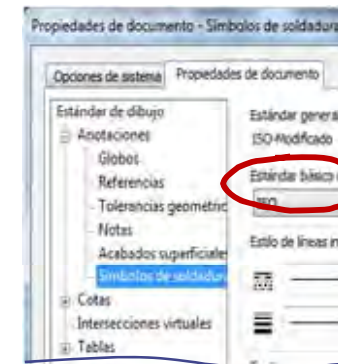 Propiedades de documento - Símbolos de soldadura
Opciones de sistema Propiedades de documento
Estándar de dibujo
Anotaciones
Globos
Referencias
Tolerancias geométric
Notas
Acabados superficiale
Símbolos de soldadura
Cotas
Intersecciones virtuales
Tablas
Estándar genera
ISO-Modificado
Estándar básico
ISO
Estilo de líneas in